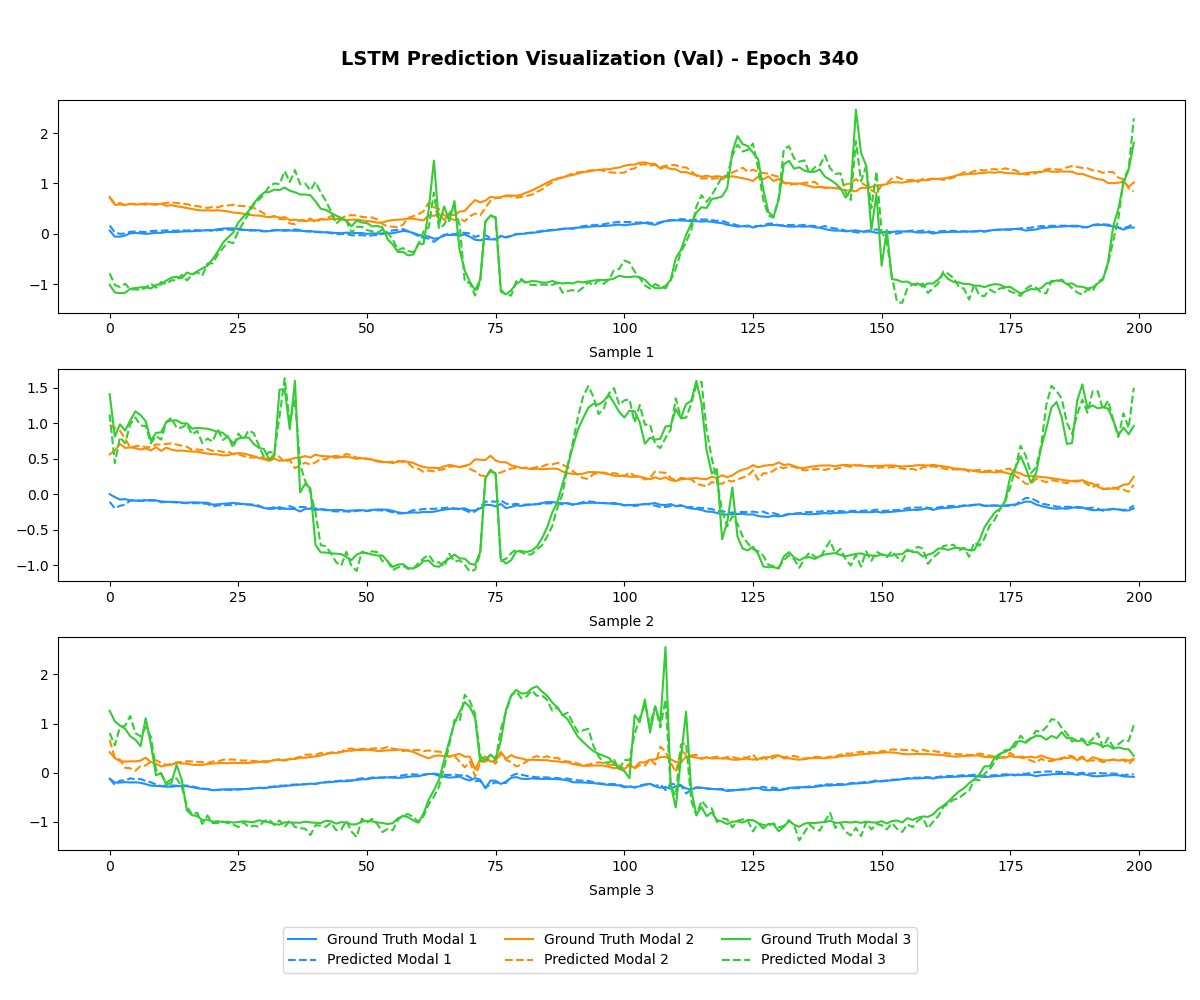 LSTM Prediction Visualization (Val) - Epoch 340
2
1
0
−1
0 25 50 75 100 125 150 175 200
Sample 1
1.5
1.0
0.5
0.0
−0.5
−1.0
0 25 50 75 100 125 150 175 200
Sample 2
2
1
0
−1
0 25 50 75 100 125 150 175 200
Sample 3
Ground Truth Modal 1 Ground Truth Modal 2 Ground Truth Modal 3
Predicted Modal 1 Predicted Modal 2 Predicted Modal 3